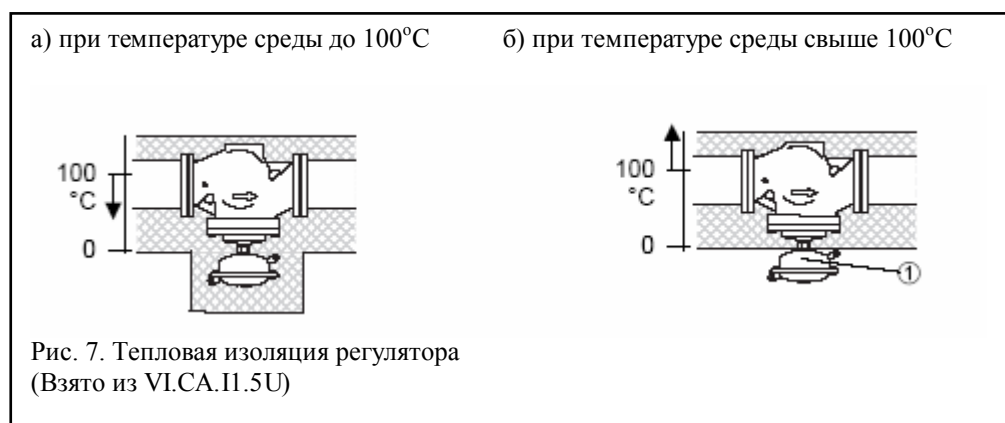 а) при температуре среды до 100°С
б) при температуре среды свыше 100°С
100
°C
0
100
°C
0
1
Рис. 7. Тепловая изоляция регулятора
(Взято из VI.CA.I1.5U)